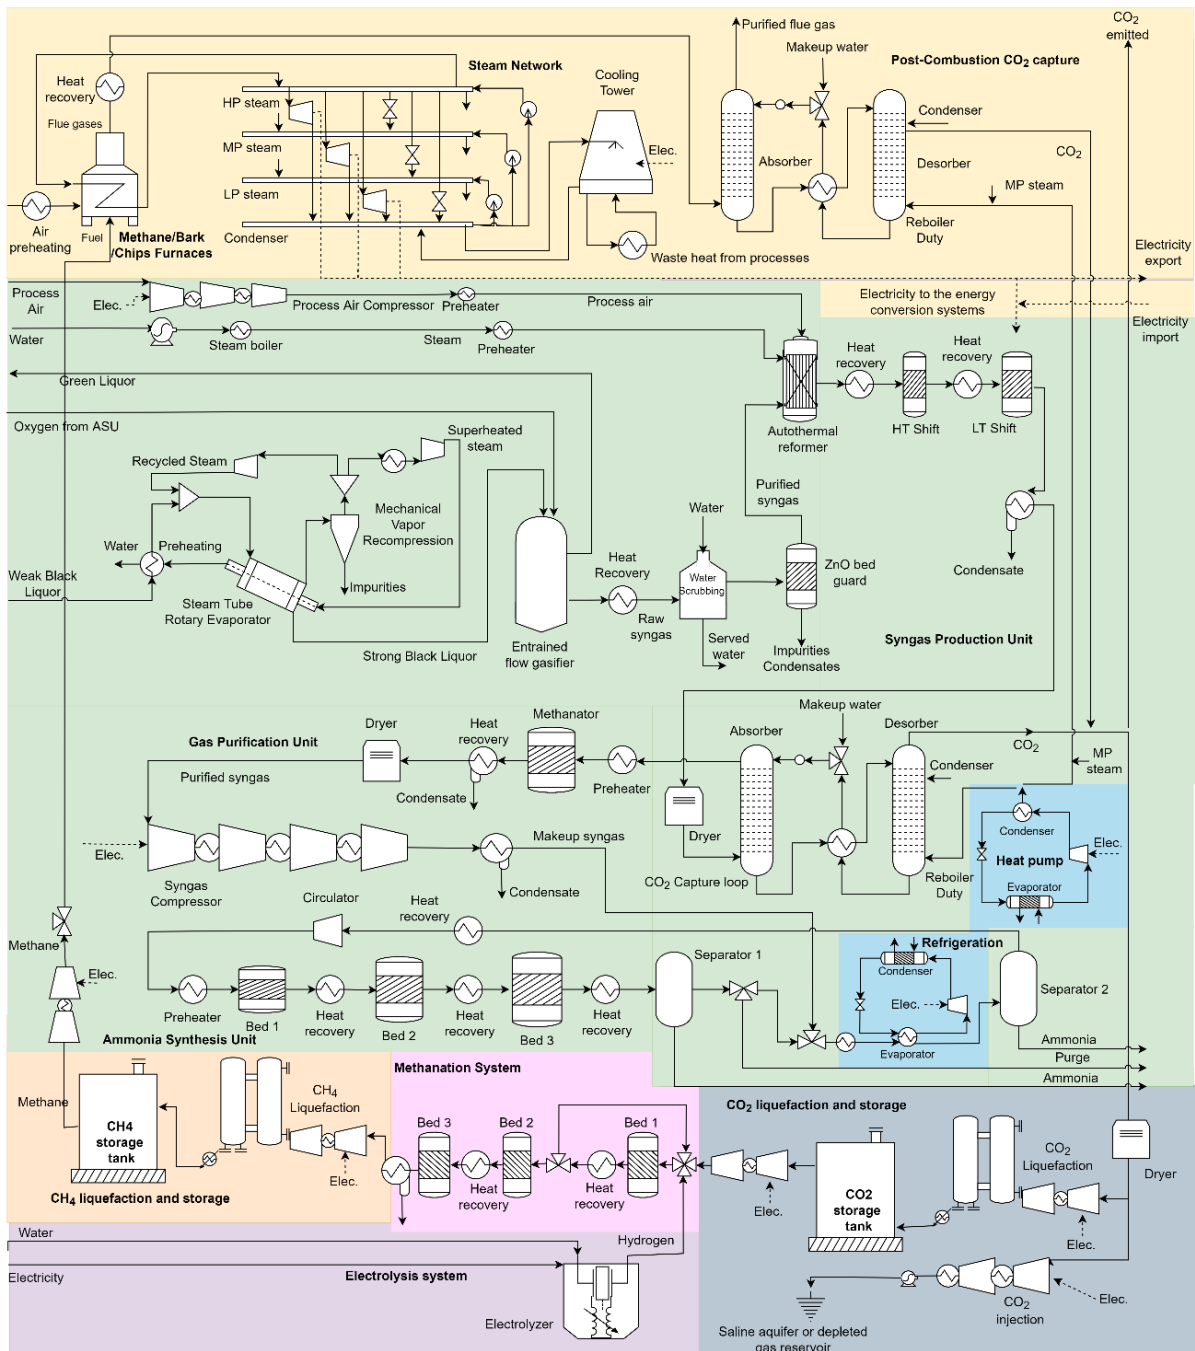 Purified flue gas
CO2
emitted
Makeup water
Post-Combustion CO2 capture
Steam Network
Cooling
Tower
Heat
recovery
HP steam
Condenser
Flue gases
MP steam
Elec.
Absorber
Desorber
CO2
LP steam
MP steam
Air
preheating
Fuel
Methane/Bark
/Chips Furnaces
Condenser
Reboiler
Duty
Waste heat from processes
Electricity
export
Process
Air
Elec.
Process Air Compressor
Preheater
Process air
Electricity to the energy
conversion systems
Electricity
import
Water
Steam boiler
Steam
Preheater
Heat
recovery
Heat
recovery
Green Liquor
Oxygen from ASU
Autothermal
reformer
HT Shift
LT Shift
Superheated
steam
Recycled Steam
Purified
syngas
Mechanical
Vapor
Recompression
Water
Water
Preheating
Heat
Recovery
ZnO bed
guard
Condensate
Weak Black
Liquor
Impurities
Water
Scrubbing
Steam Tube
Rotary Evaporator
Raw
syngas
Served
water
Syngas Production Unit
Strong Black Liquor
Entrained
flow gasifier
Impurities
Condensates
Makeup water
Gas Purification Unit
Dryer
Heat
recovery
Methanator
Absorber
Desorber
CO2
Purified syngas
Condensate
Preheater
Condenser
MP
steam
Dryer
Condenser
Elec.
Makeup syngas
Heat pump
Elec.
Syngas
Compressor
Condensate
CO2 Capture loop
Reboiler
Duty
Evaporator
Circulator
Heat
recovery
Methane
Separator 1
Refrigeration
Condenser
Elec.
Elec.
Separator 2
Preheater
Bed 1
Heat
recovery
Bed 2
Heat
recovery
Bed 3
Heat
recovery
Evaporator
Ammonia Synthesis Unit
Ammonia
Purge
Ammonia
Methanation System
CH4
Liquefaction
Methane
CH4
storage
tank
CO2 liquefaction and storage
Bed 3
Bed 2
Bed 1
CO2
Liquefaction
Dryer
Elec.
Heat
recovery
Heat
recovery
CO2
storage
tank
CH4 liquefaction and storage
Elec.
Elec.
Water
Hydrogen
Electricity
Electrolysis system
Elec.
CO2
injection
Electrolyzer
Saline aquifer or depleted
gas reservoir